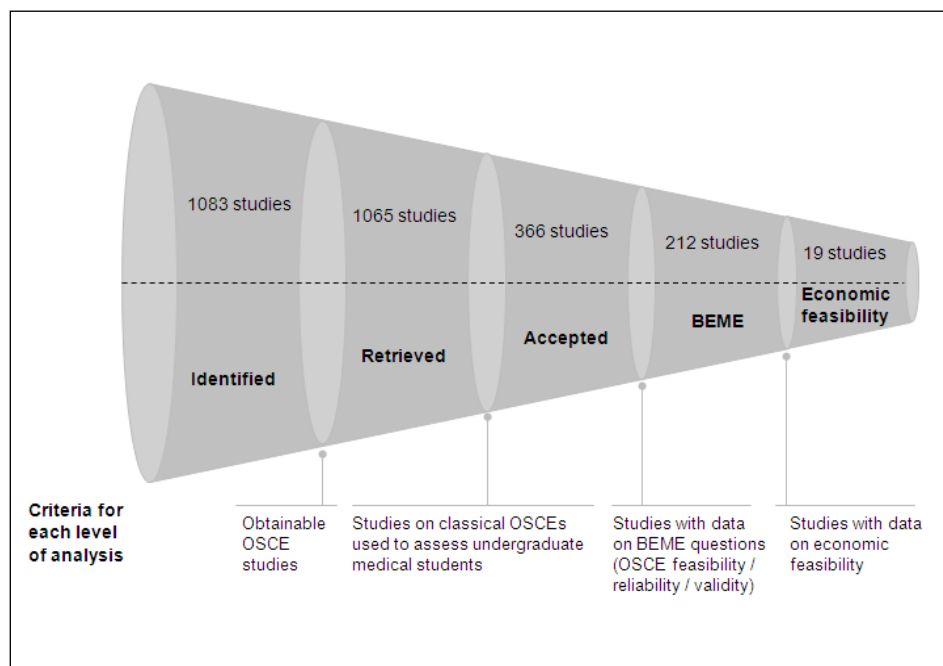 1083 studies
1065 studies
366 studies
212 studies
19 studies
Identified
Retrieved
Accepted
BEME
Economic
feasibility
Criteria for
each level
of analysis
Obtainable
OSCE
studies
Studies on classical OSCEs
used to assess undergraduate
medical students
Studies with data
on BEME questions
(OSCE feasibility /
reliability / validity)
Studies with data
on economic
feasibility